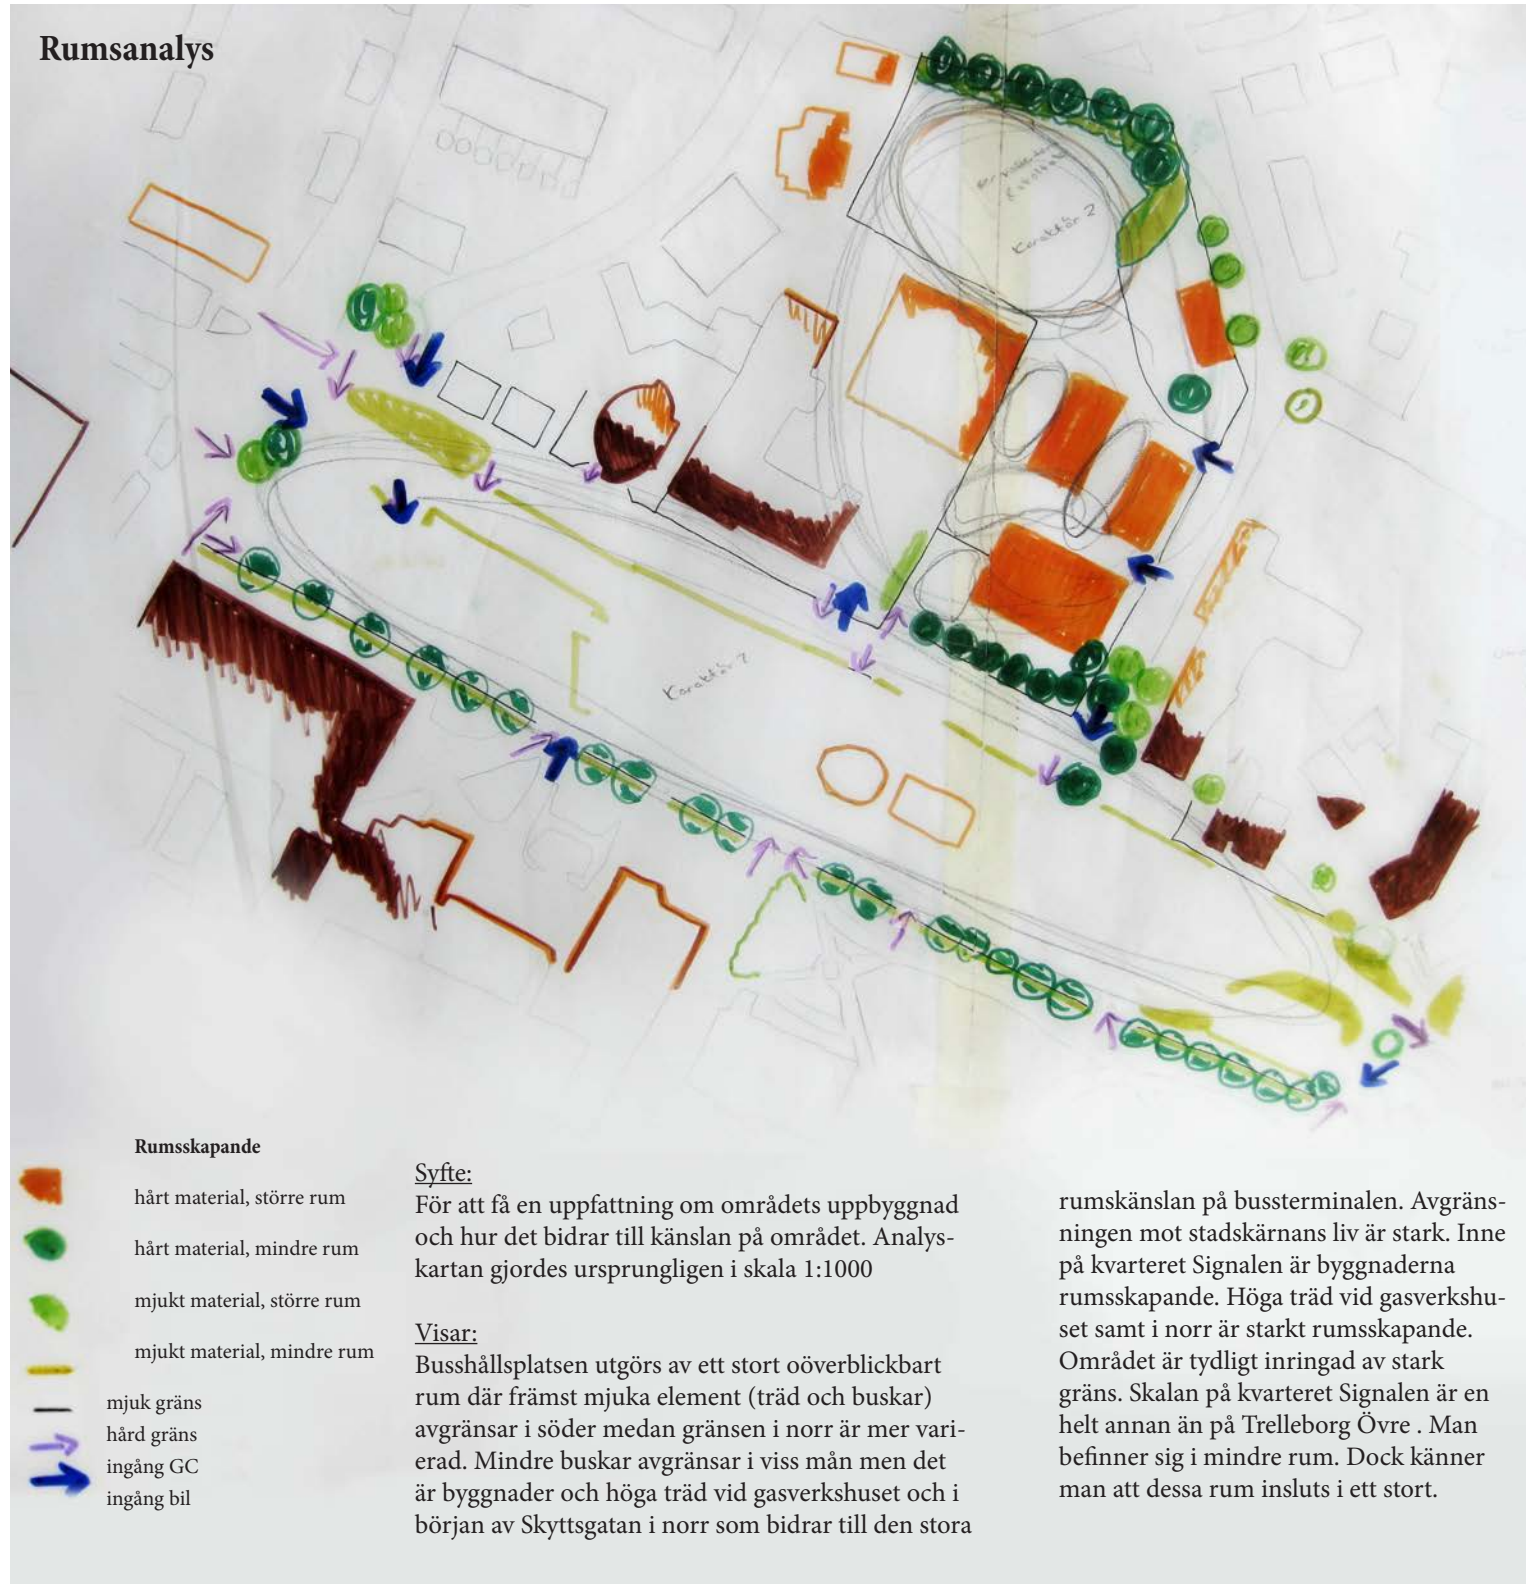 Rumsanalys
Karaktär 2
Karaktär ?
Rumsskapande
hårt material, större rum
hårt material, mindre rum
mjukt material, större rum
mjukt material, mindre rum
mjuk gräns
hård gräns
ingång GC
ingång bil
Syfte:
För att få en uppfattning om områdets uppbyggnad
och hur det bidrar till känslan på området. Analys-
kartan gjordes ursprungligen i skala 1:1000
Visar:
Busshållsplatsen utgörs av ett stort oöverblickbart
rum där främst mjuka element (träd och buskar)
avgränsar i söder medan gränsen i norr är mer vari-
erad. Mindre buskar avgränsar i viss mån men det
är byggnader och höga träd vid gasverkshuset och i
början av Skyttsgatan i norr som bidrar till den stora
rumskänslan på bussterminalen. Avgräns-
ningen mot stadskärnans liv är stark. Inne
på kvarteret Signalen är byggnaderna
rumsskapande. Höga träd vid gasverkshu-
set samt i norr är starkt rumsskapande.
Området är tydligt inringad av stark
gräns. Skalan på kvarteret Signalen är en
helt annan än på Trelleborg Övre . Man
befinner sig i mindre rum. Dock känner
man att dessa rum insluts i ett stort.